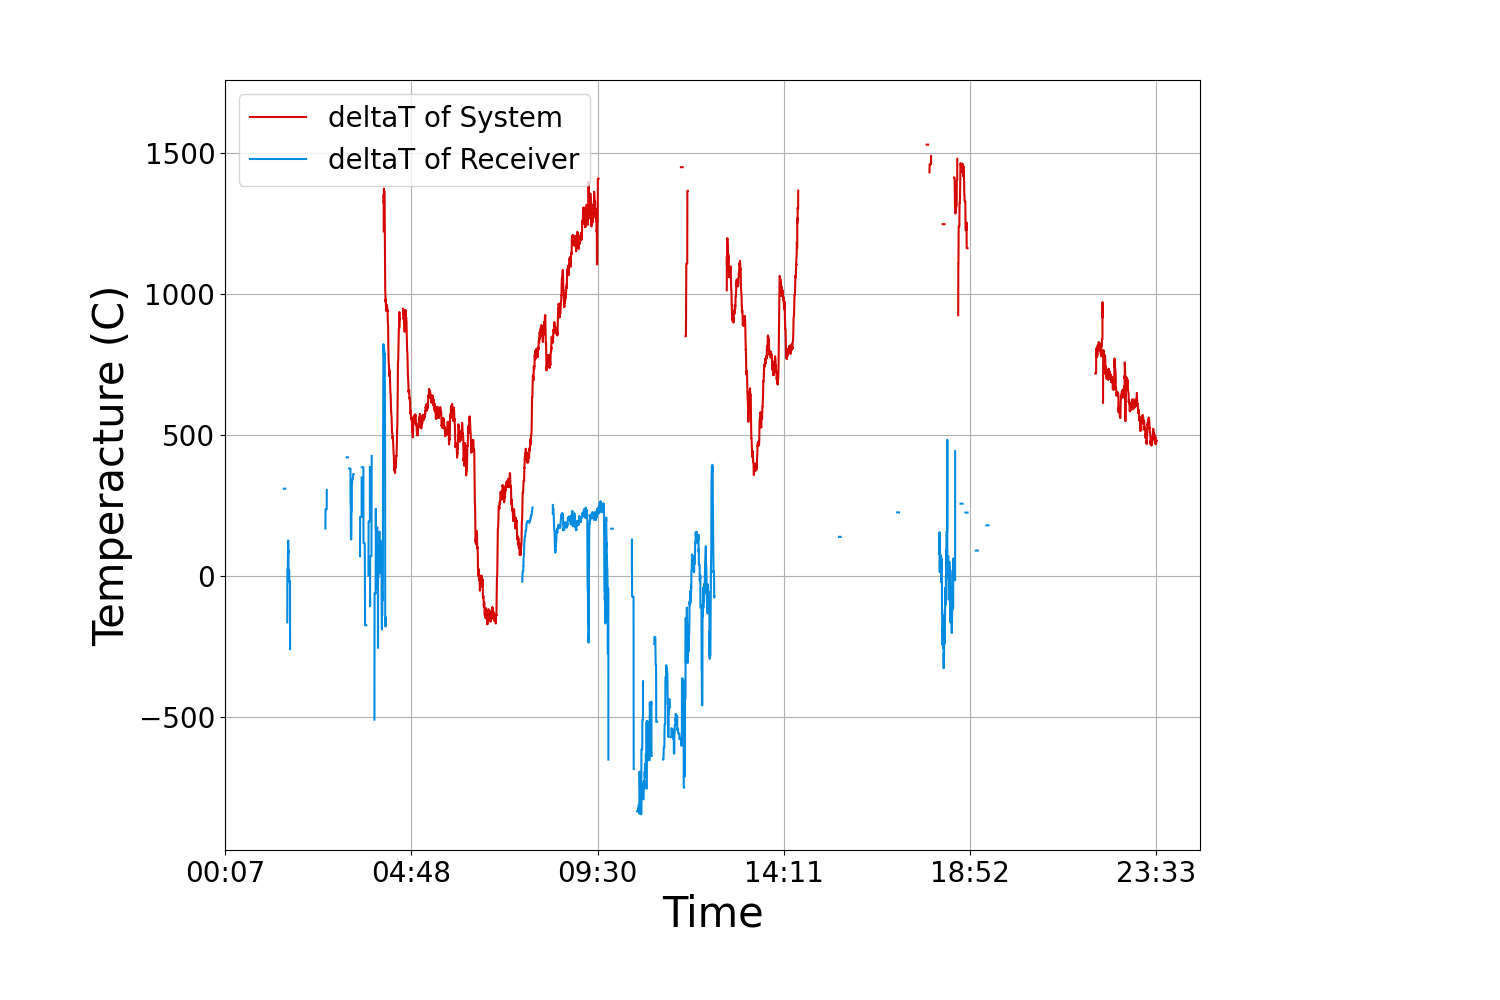 deltaT of System
deltaT of Receiver
1500
1000
500
0
−500
Temperacture (C)
00:07 04:48 09:30 14:11 18:52 23:33
Time